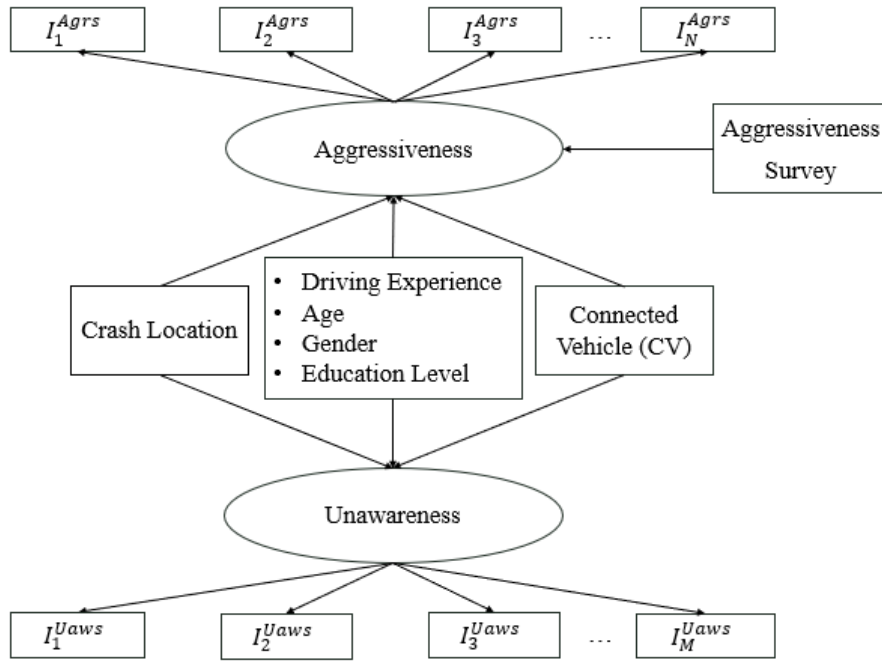 I_1^{Agrs} I_2^{Agrs} I_3^{Agrs} ... I_N^{Agrs}
Aggressiveness
Aggressiveness
Survey
Crash Location
• Driving Experience
• Age
• Gender
• Education Level
Connected
Vehicle (CV)
Unawareness
I_1^{Uaws} I_2^{Uaws} I_3^{Uaws} ... I_M^{Uaws}